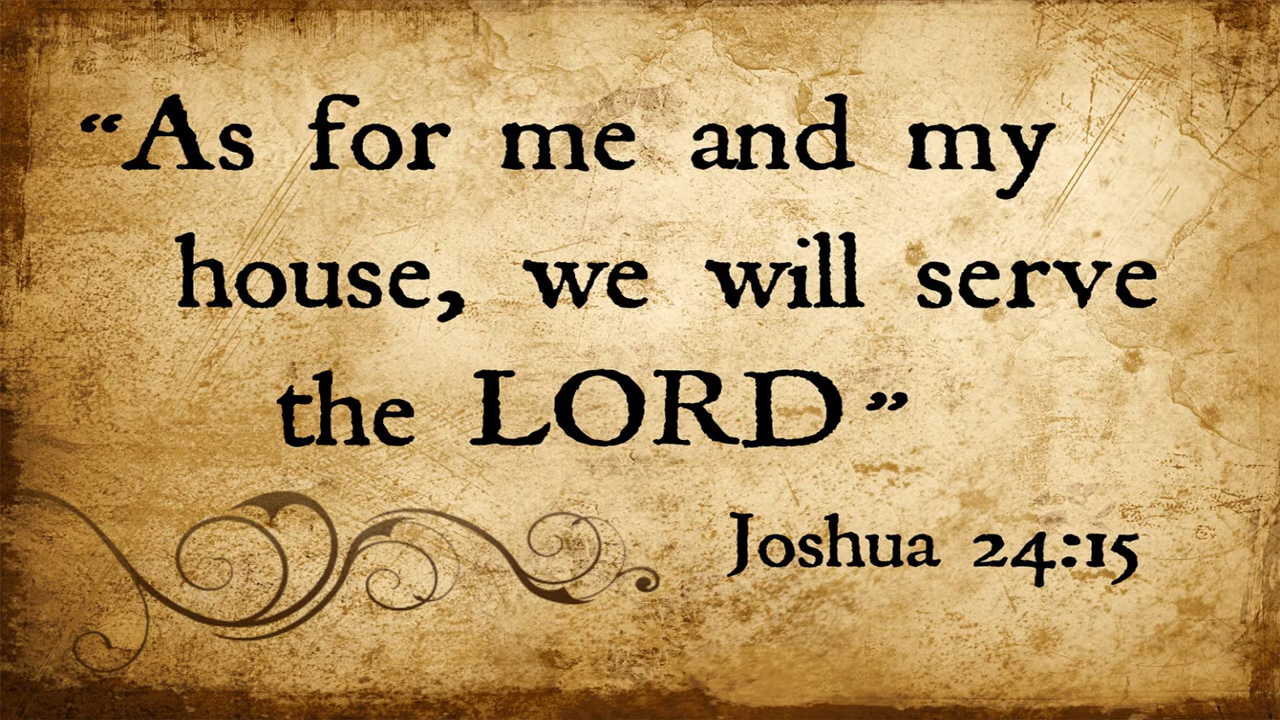 “As for me and my
house, we will serve
the LORD”
Joshua 24:15